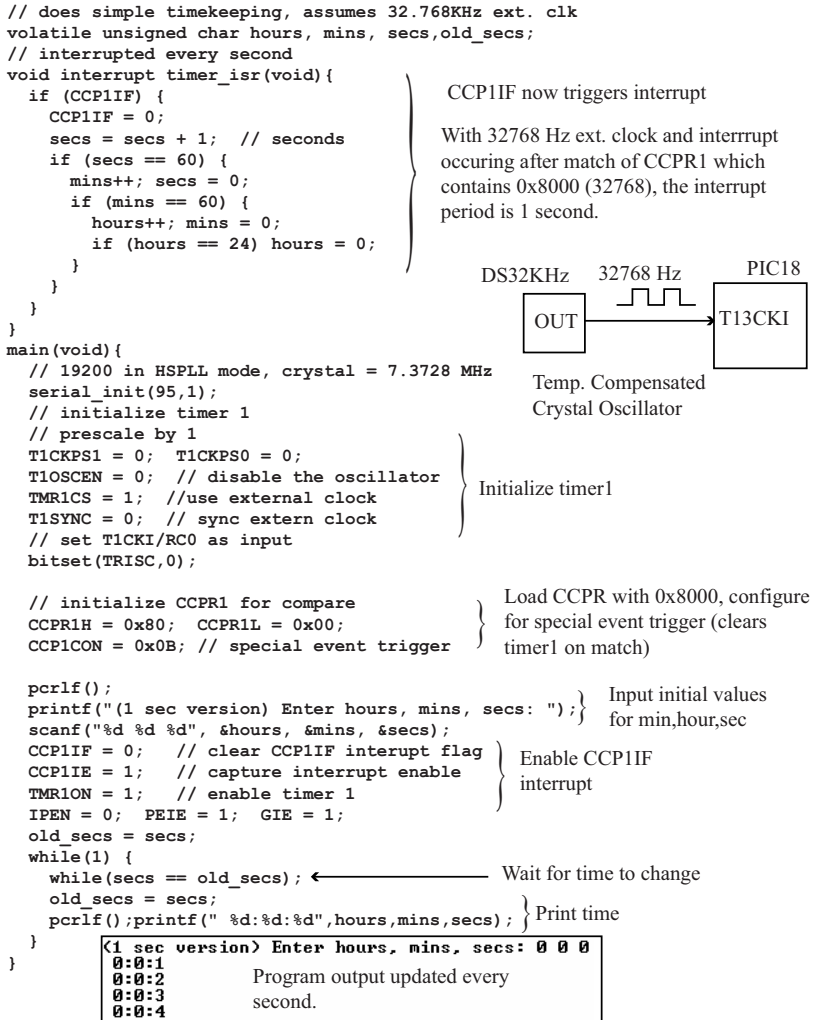 // does simple timekeeping, assumes 32.768KHz ext. clk
volatile unsigned char hours, mins, secs,old_secs;
// interrupted every second
void interrupt timer_isr(void){
if (CCP1IF) {
CCP1IF = 0;
secs = secs + 1;  // seconds
if (secs == 60) {
mins++; secs = 0;
if (mins == 60) {
hours++; mins = 0;
if (hours == 24) hours = 0;
}
}
}
}
CCP1IF now triggers interrupt
With 32768 Hz ext. clock and interrrupt
occuring after match of CCPR1 which
contains 0x8000 (32768), the interrupt
period is 1 second.
DS32KHz
32768 Hz
PIC18
OUT
T13CKI
Temp. Compensated
Crystal Oscillator
main(void){
// 19200 in HSPLL mode, crystal = 7.3728 MHz
serial_init(95,1);
// initialize timer 1
// prescale by 1
T1CKPS1 = 0;  T1CKPS0 = 0;
T1OSCEN = 0;  // disable the oscillator
TMR1CS = 1;  //use external clock
T1SYNC = 0;  // sync extern clock
// set T1CKI/RC0 as input
bitset(TRISC,0);
Initialize timer1
// initialize CCPR1 for compare
CCPR1H = 0x80;  CCPR1L = 0x00;
CCP1CON = 0x0B; // special event trigger
Load CCPR with 0x8000, configure
for special event trigger (clears
timer1 on match)
pcrlf();
printf("(1 sec version) Enter hours, mins, secs: ");
scanf("%d %d %d", &hours, &mins, &secs);
Input initial values
for min,hour,sec
CCP1IF = 0;   // clear CCP1IF interupt flag
CCP1IE = 1;   // capture interrupt enable
TMR1ON = 1;   // enable timer 1
IPEN = 0;  PEIE = 1;  GIE = 1;
Enable CCP1IF
interrupt
old_secs = secs;
while(1) {
while(secs == old_secs);
Wait for time to change
old_secs = secs;
pcrlf();printf(" %d:%d:%d",hours,mins,secs);
Print time
}
}
(1 sec version) Enter hours, mins, secs: 0 0 0
0:0:1
0:0:2
0:0:3
0:0:4
Program output updated every
second.